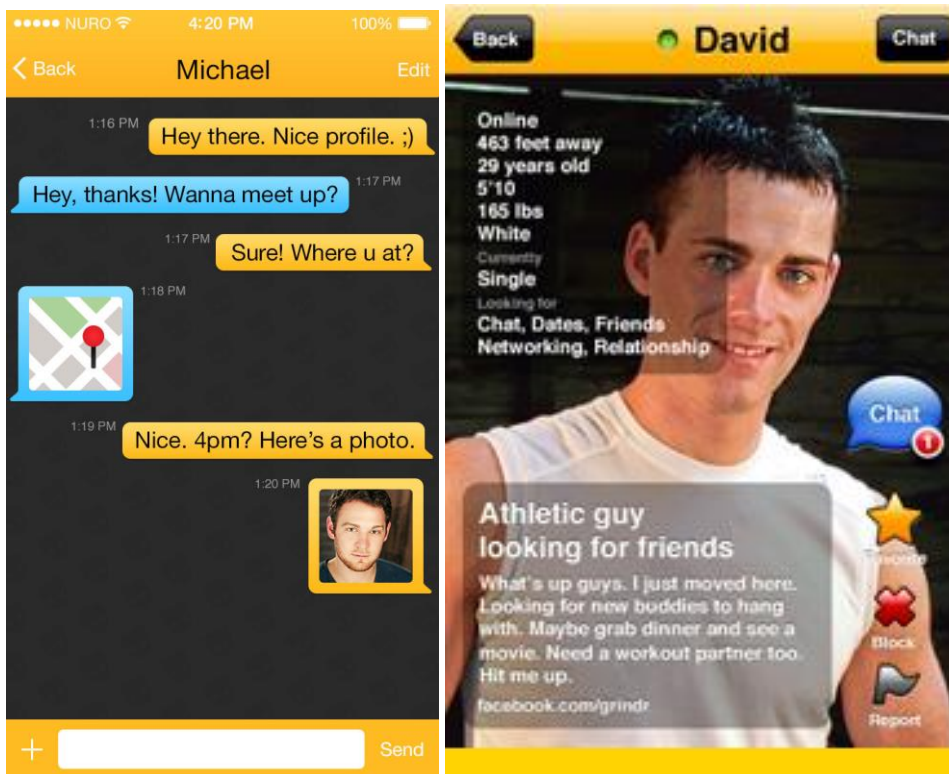 NURO
4:20 PM
100%
Back
Michael
Edit
1:16 PM
Hey there. Nice profile. ;)
Hey, thanks! Wanna meet up?
1:17 PM
1:17 PM
Sure! Where u at?
1:18 PM
1:19 PM
Nice. 4pm? Here's a photo.
1:20 PM
+
Send
Back
David
Chat
Online
463 feet away
29 years old
5'10
165 lbs
White
Currently
Single
Looking for
Chat, Dates, Friends
Networking, Relationship
Chat
1
Athletic guy
looking for friends
What's up guys. I just moved here.
Looking for new buddies to hang
with. Maybe grab dinner and see a
movie. Need a workout partner too.
Hit me up.
facebook.com/grindr
Favorite
Block
Report